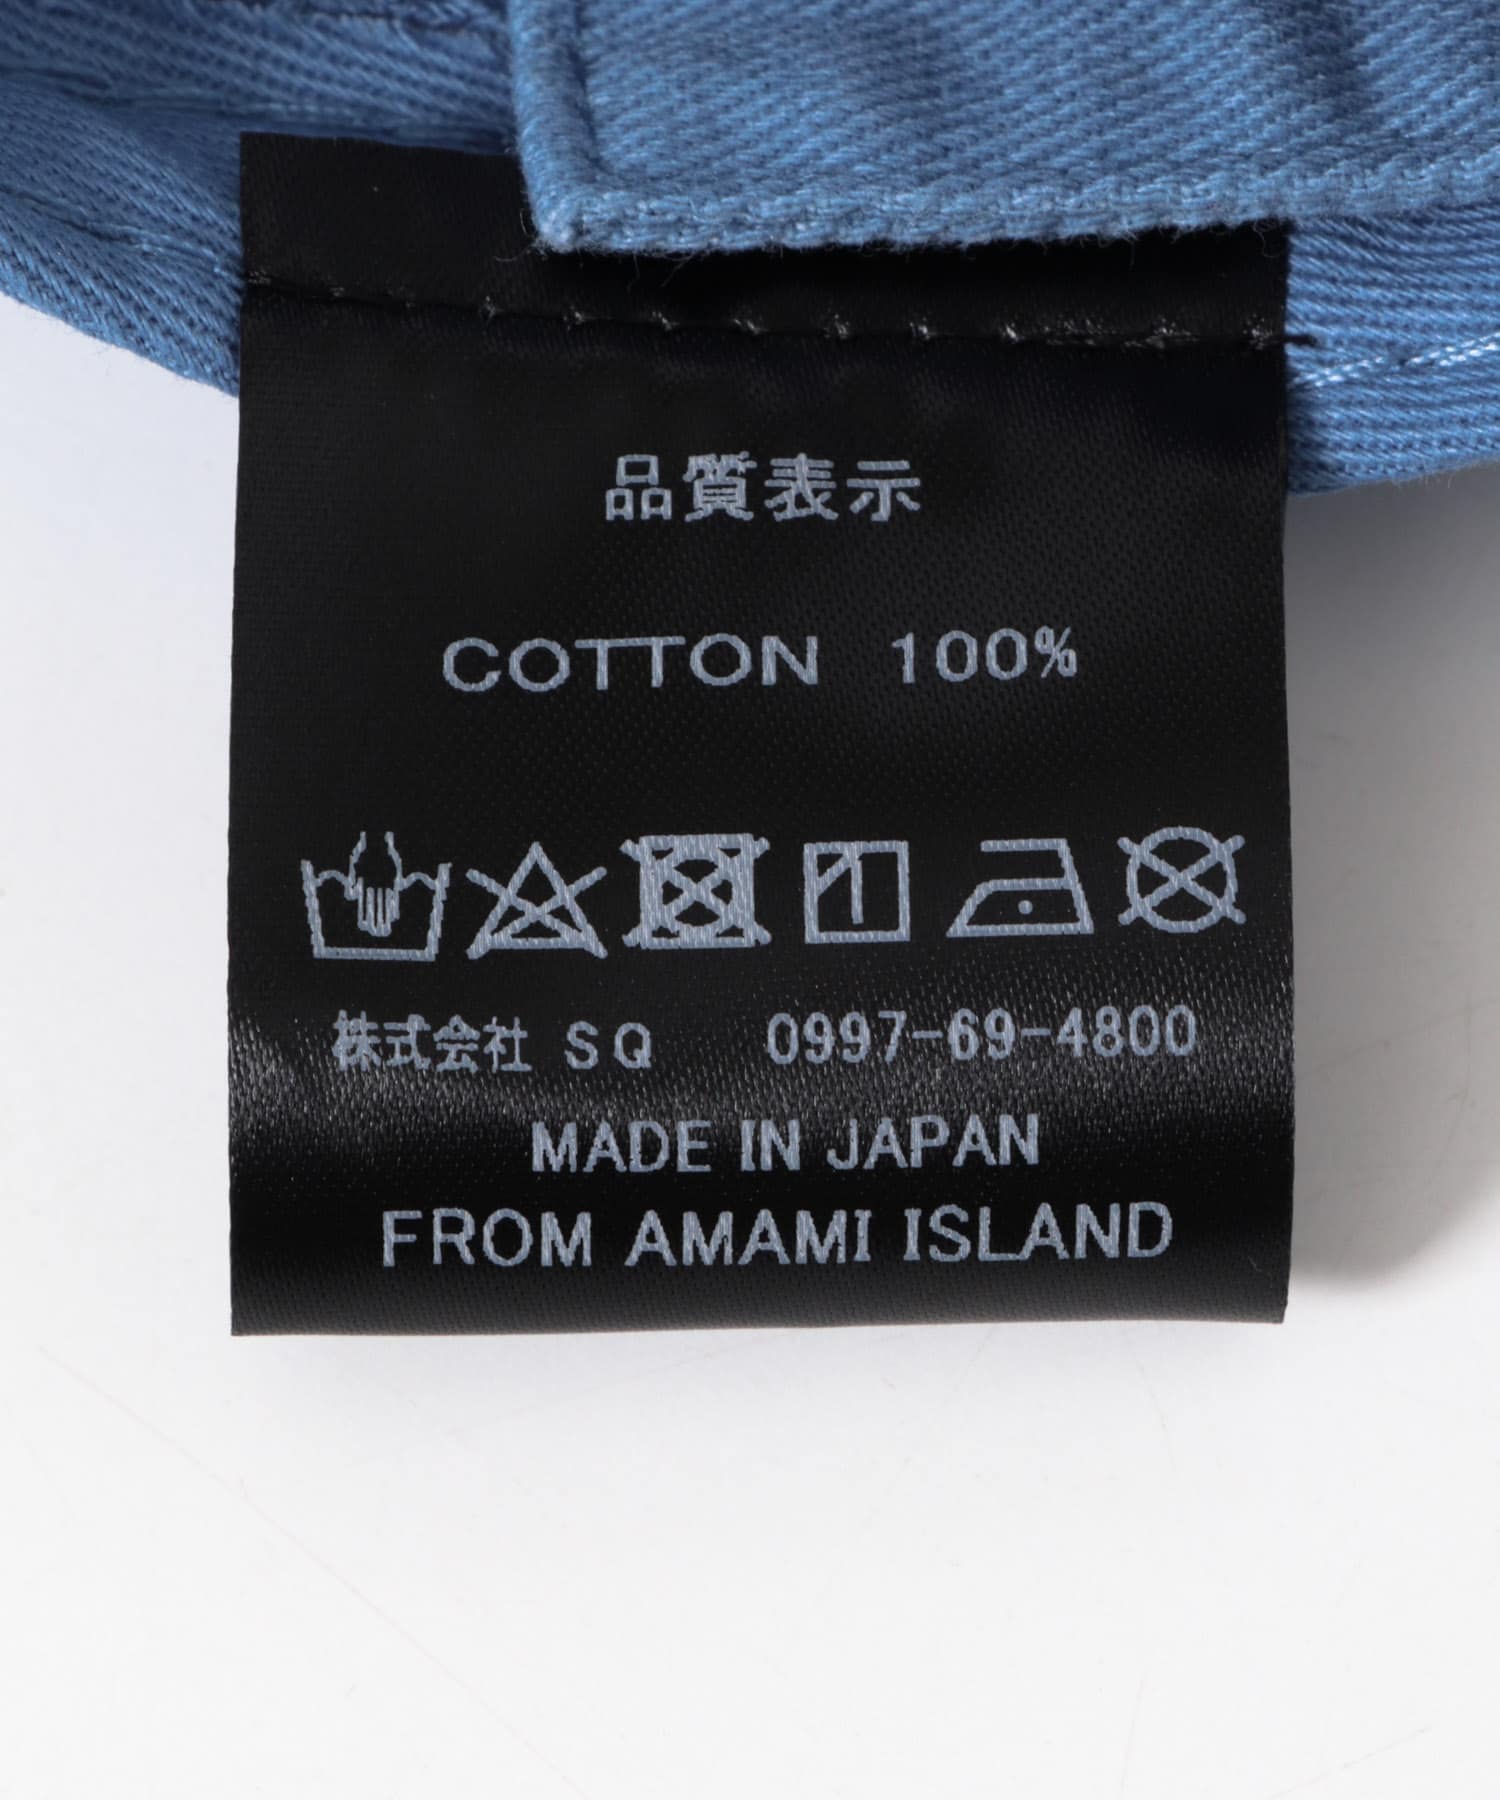 品質表示
COTTON 100%
株式会社 SQ 0997-69-4800
MADE IN JAPAN
FROM AMAMI ISLAND